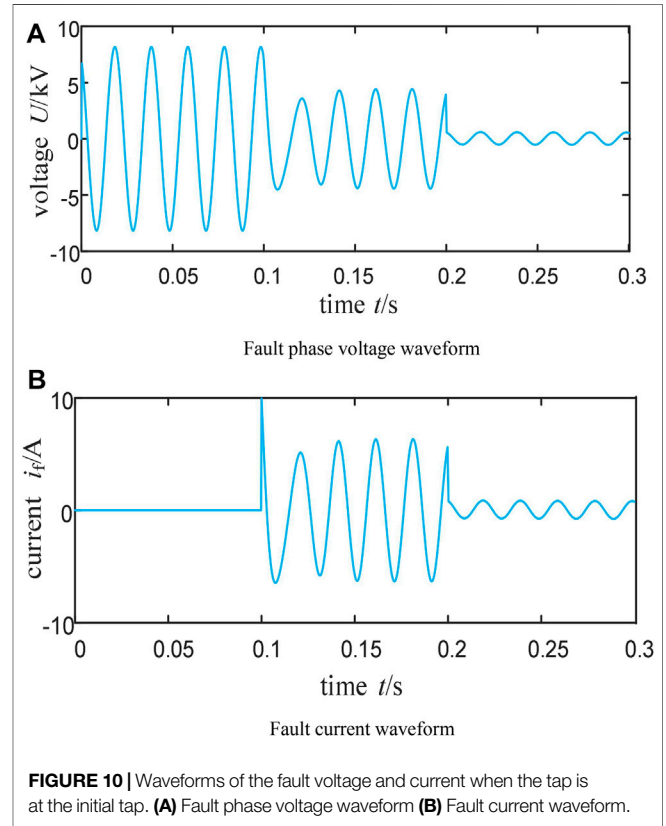 A
voltage U/kV
10
5
0
-5
-10
0 0.05 0.1 0.15 0.2 0.25 0.3
time t/s
Fault phase voltage waveform
B
current if/A
10
0
-10
0 0.05 0.1 0.15 0.2 0.25 0.3
time t/s
Fault current waveform
FIGURE 10 | Waveforms of the fault voltage and current when the tap is
at the initial tap. (A) Fault phase voltage waveform (B) Fault current waveform.